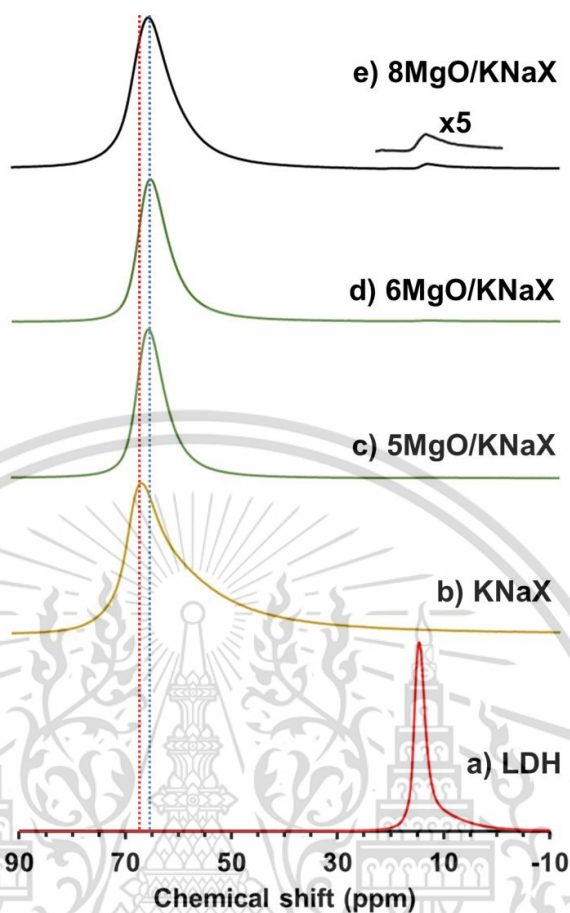 e) 8MgO/KNaX
x5
d) 6MgO/KNaX
c) 5MgO/KNaX
b) KNaX
a) LDH
90 70 50 30 10 -10
Chemical shift (ppm)